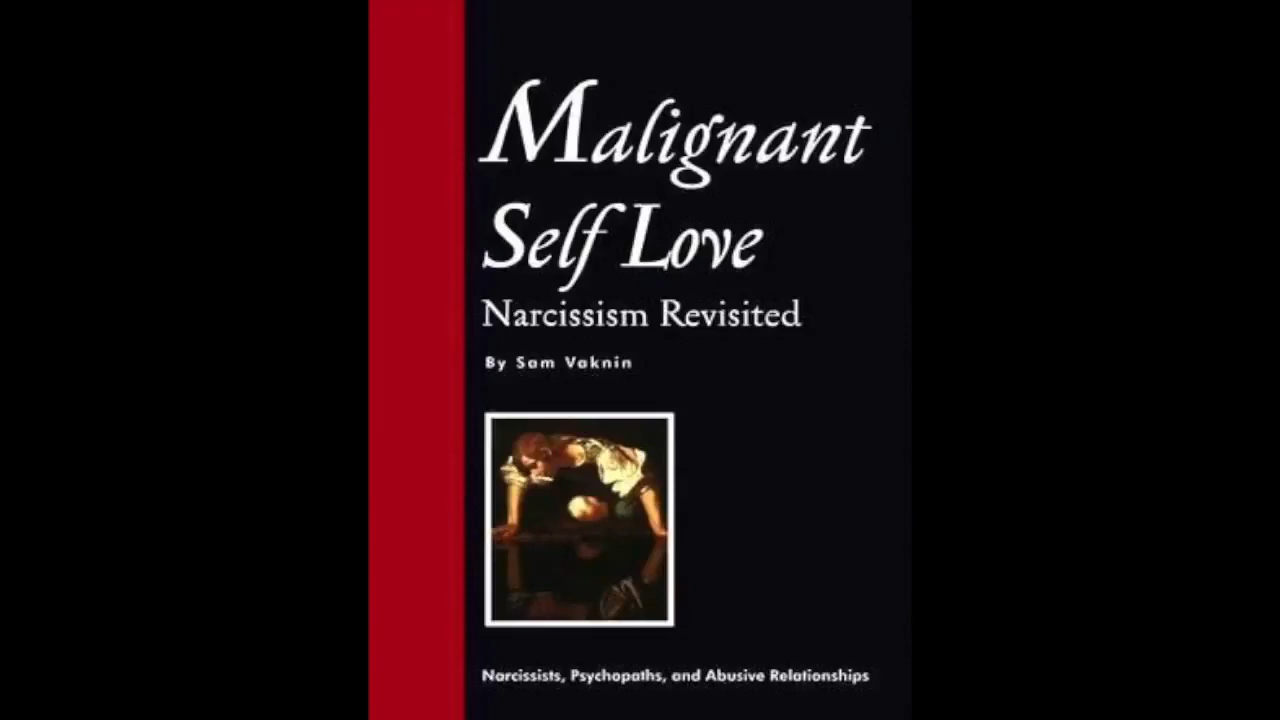 Malignant
Self Love
Narcissism Revisited
By Sam Vaknin
Narcissists, Psychopaths, and Abusive Relationships